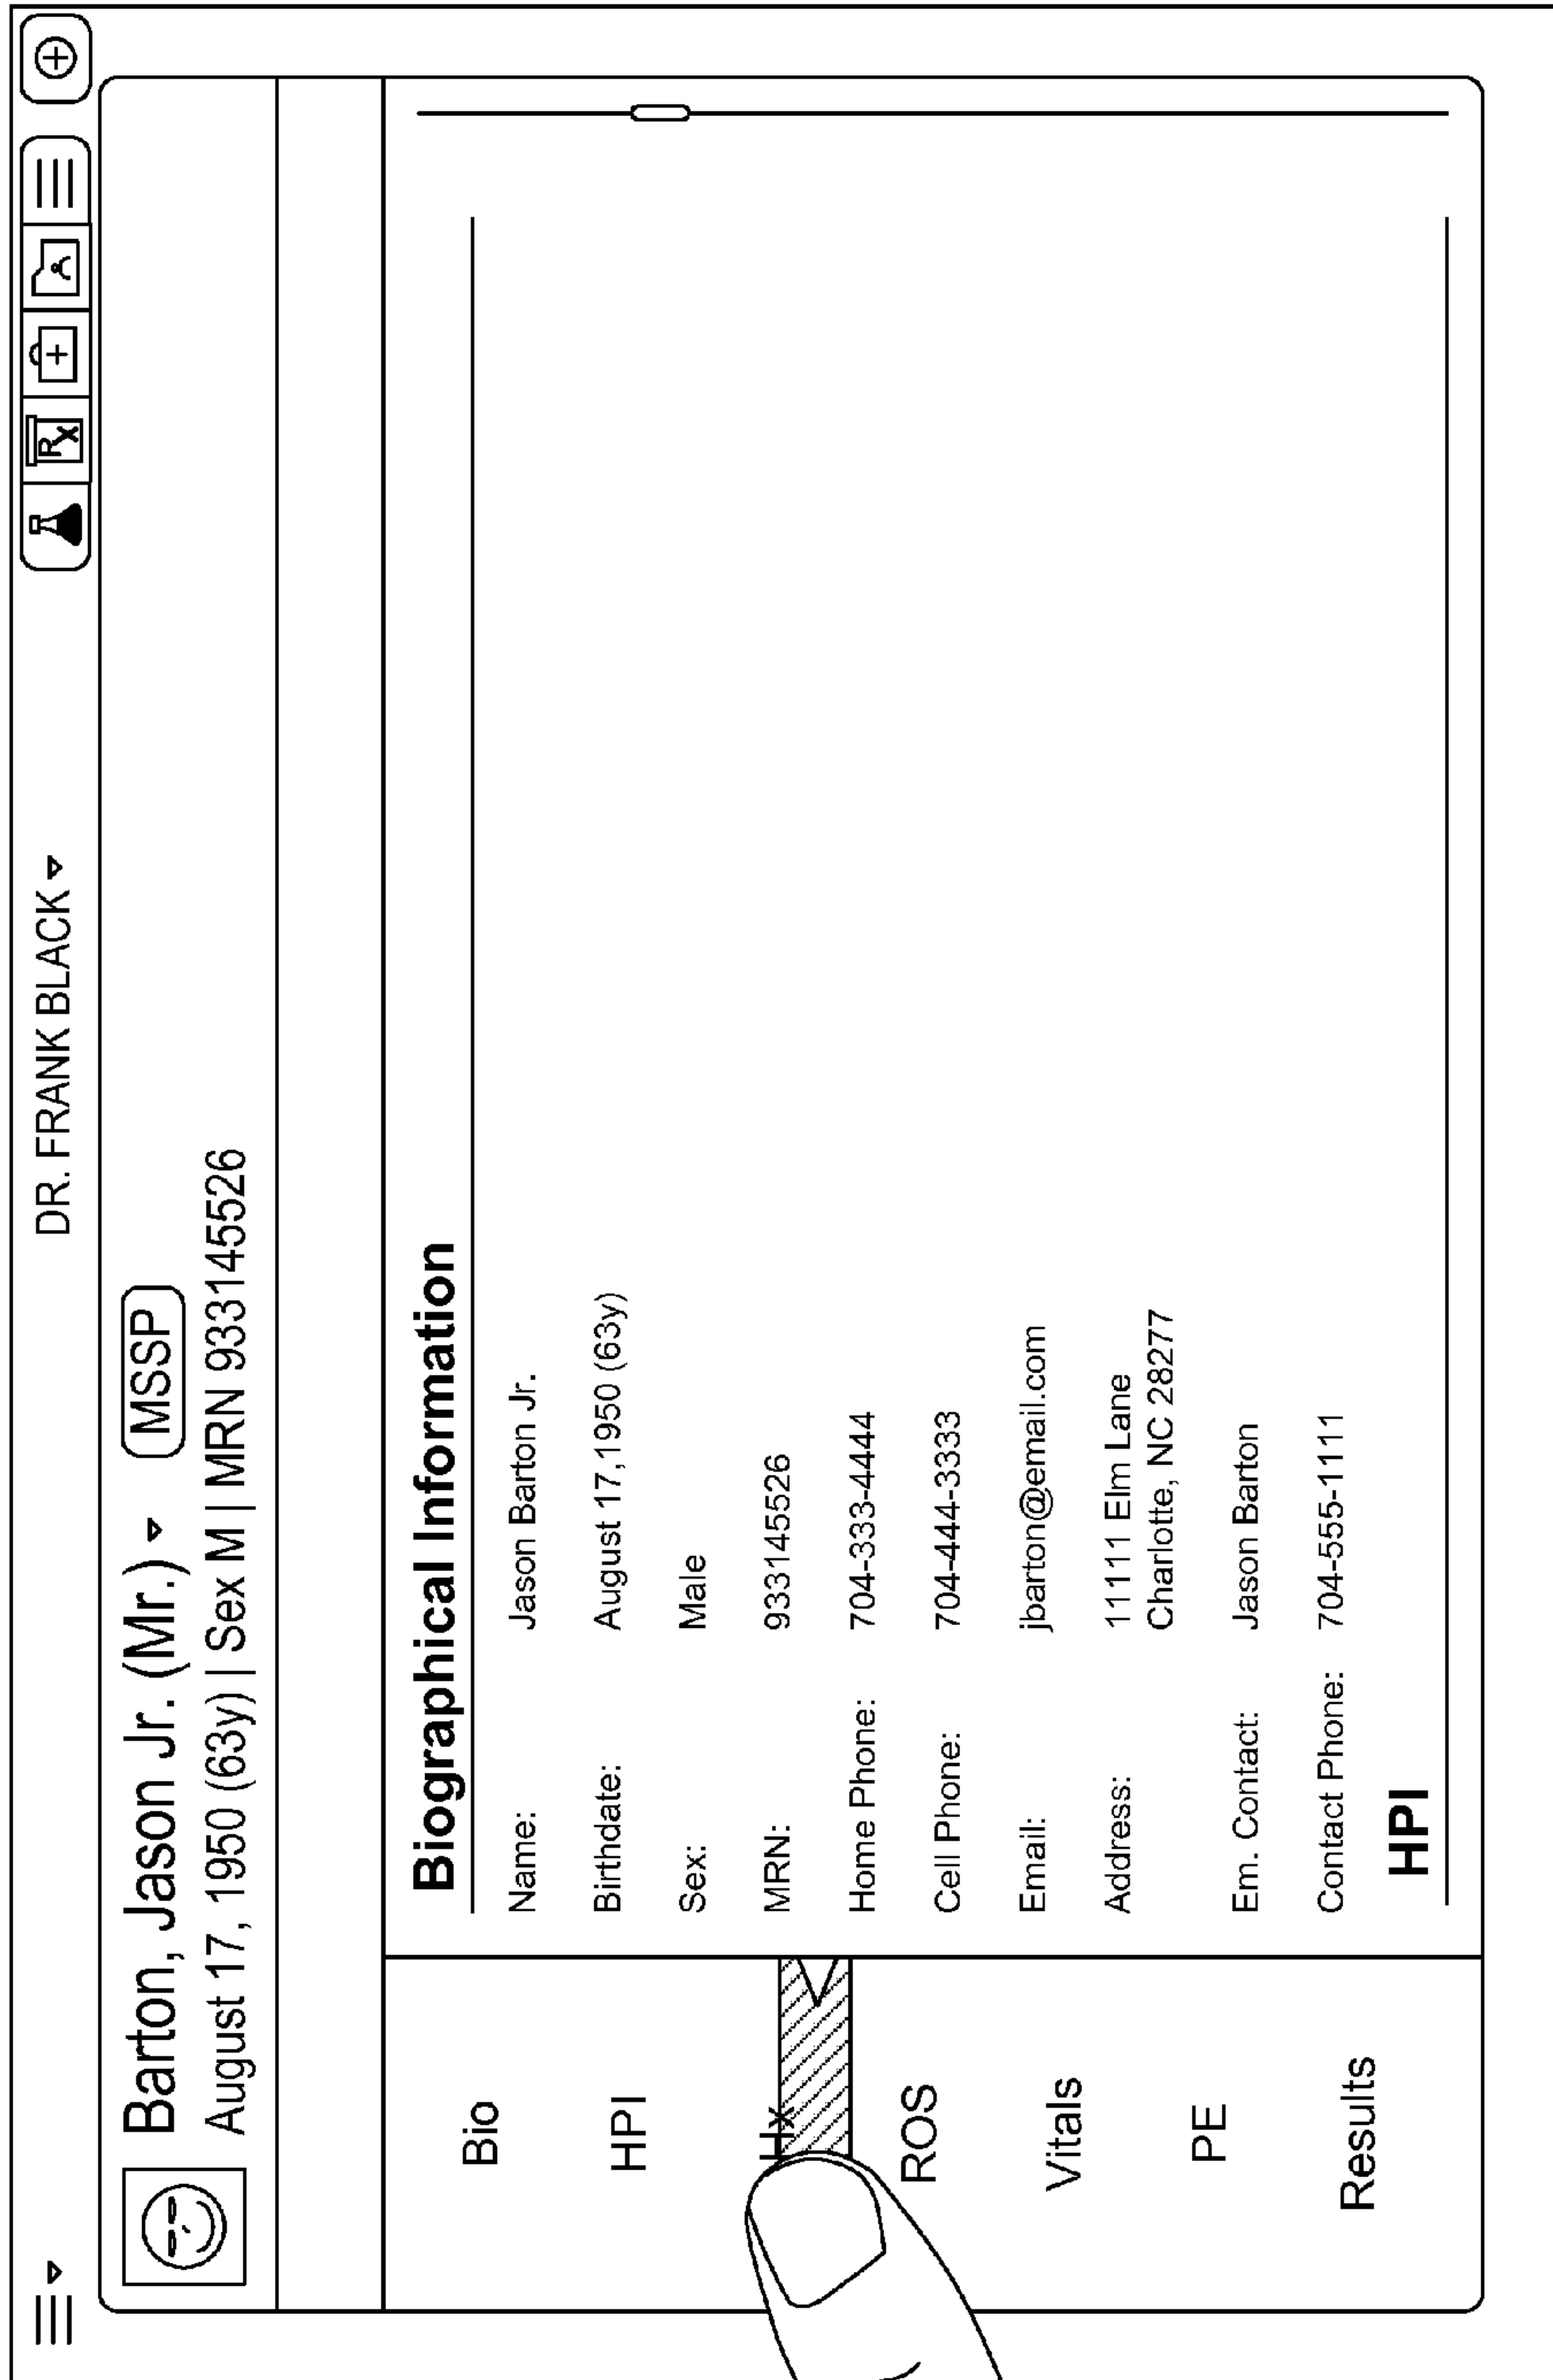 DR. FRANK BLACK
Rx
Barton, Jason Jr. (Mr.) MSSP
August 17, 1950 (63y) | Sex M | MRN 933145526
Bio
HPI
Hx
ROS
Vitals
PE
Results
Biographical Information
Name: Jason Barton Jr.
Birthdate: August 17,1950 (63y)
Sex: Male
MRN: 933145526
Home Phone: 704-333-4444
Cell Phone: 704-444-3333
Email: jbarton@email.com
Address: 11111 Elm Lane
Charlotte, NC 28277
Em. Contact: Jason Barton
Contact Phone: 704-555-1111
HPI